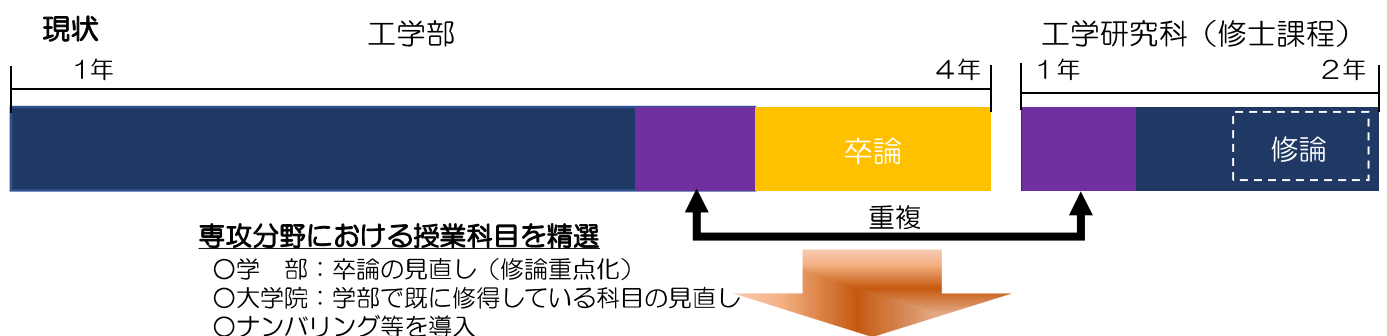 現状
工学部
工学研究科（修士課程）
1年
4年
1年
2年
卒論
修論
重複
専攻分野における授業科目を精選
○学　部：卒論の見直し（修論重点化）
○大学院：学部で既に修得している科目の見直し
○ナンバリング等を導入